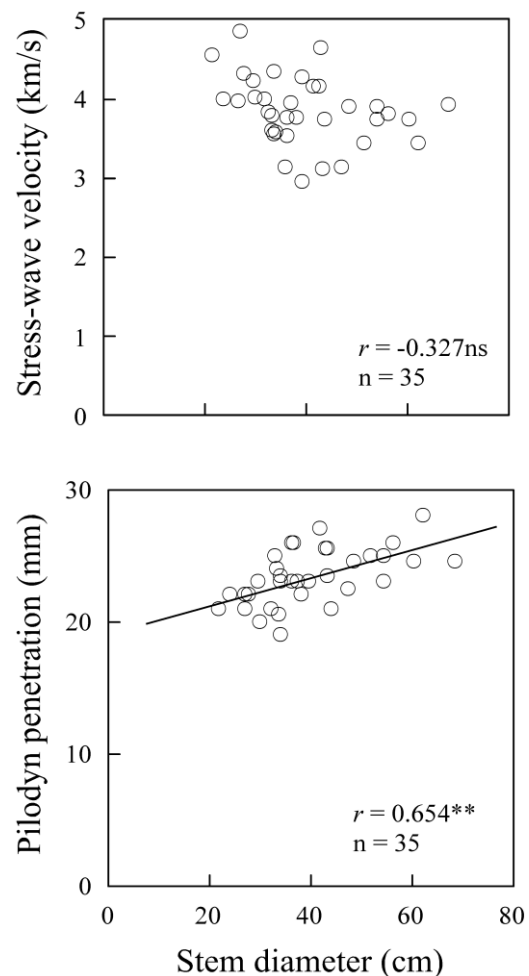 Stress-wave velocity (km/s)
5
4
3
2
1
0
r = -0.327ns
n = 35
Pilodyn penetration (mm)
30
20
10
0
r = 0.654**
n = 35
0 20 40 60 80
Stem diameter (cm)